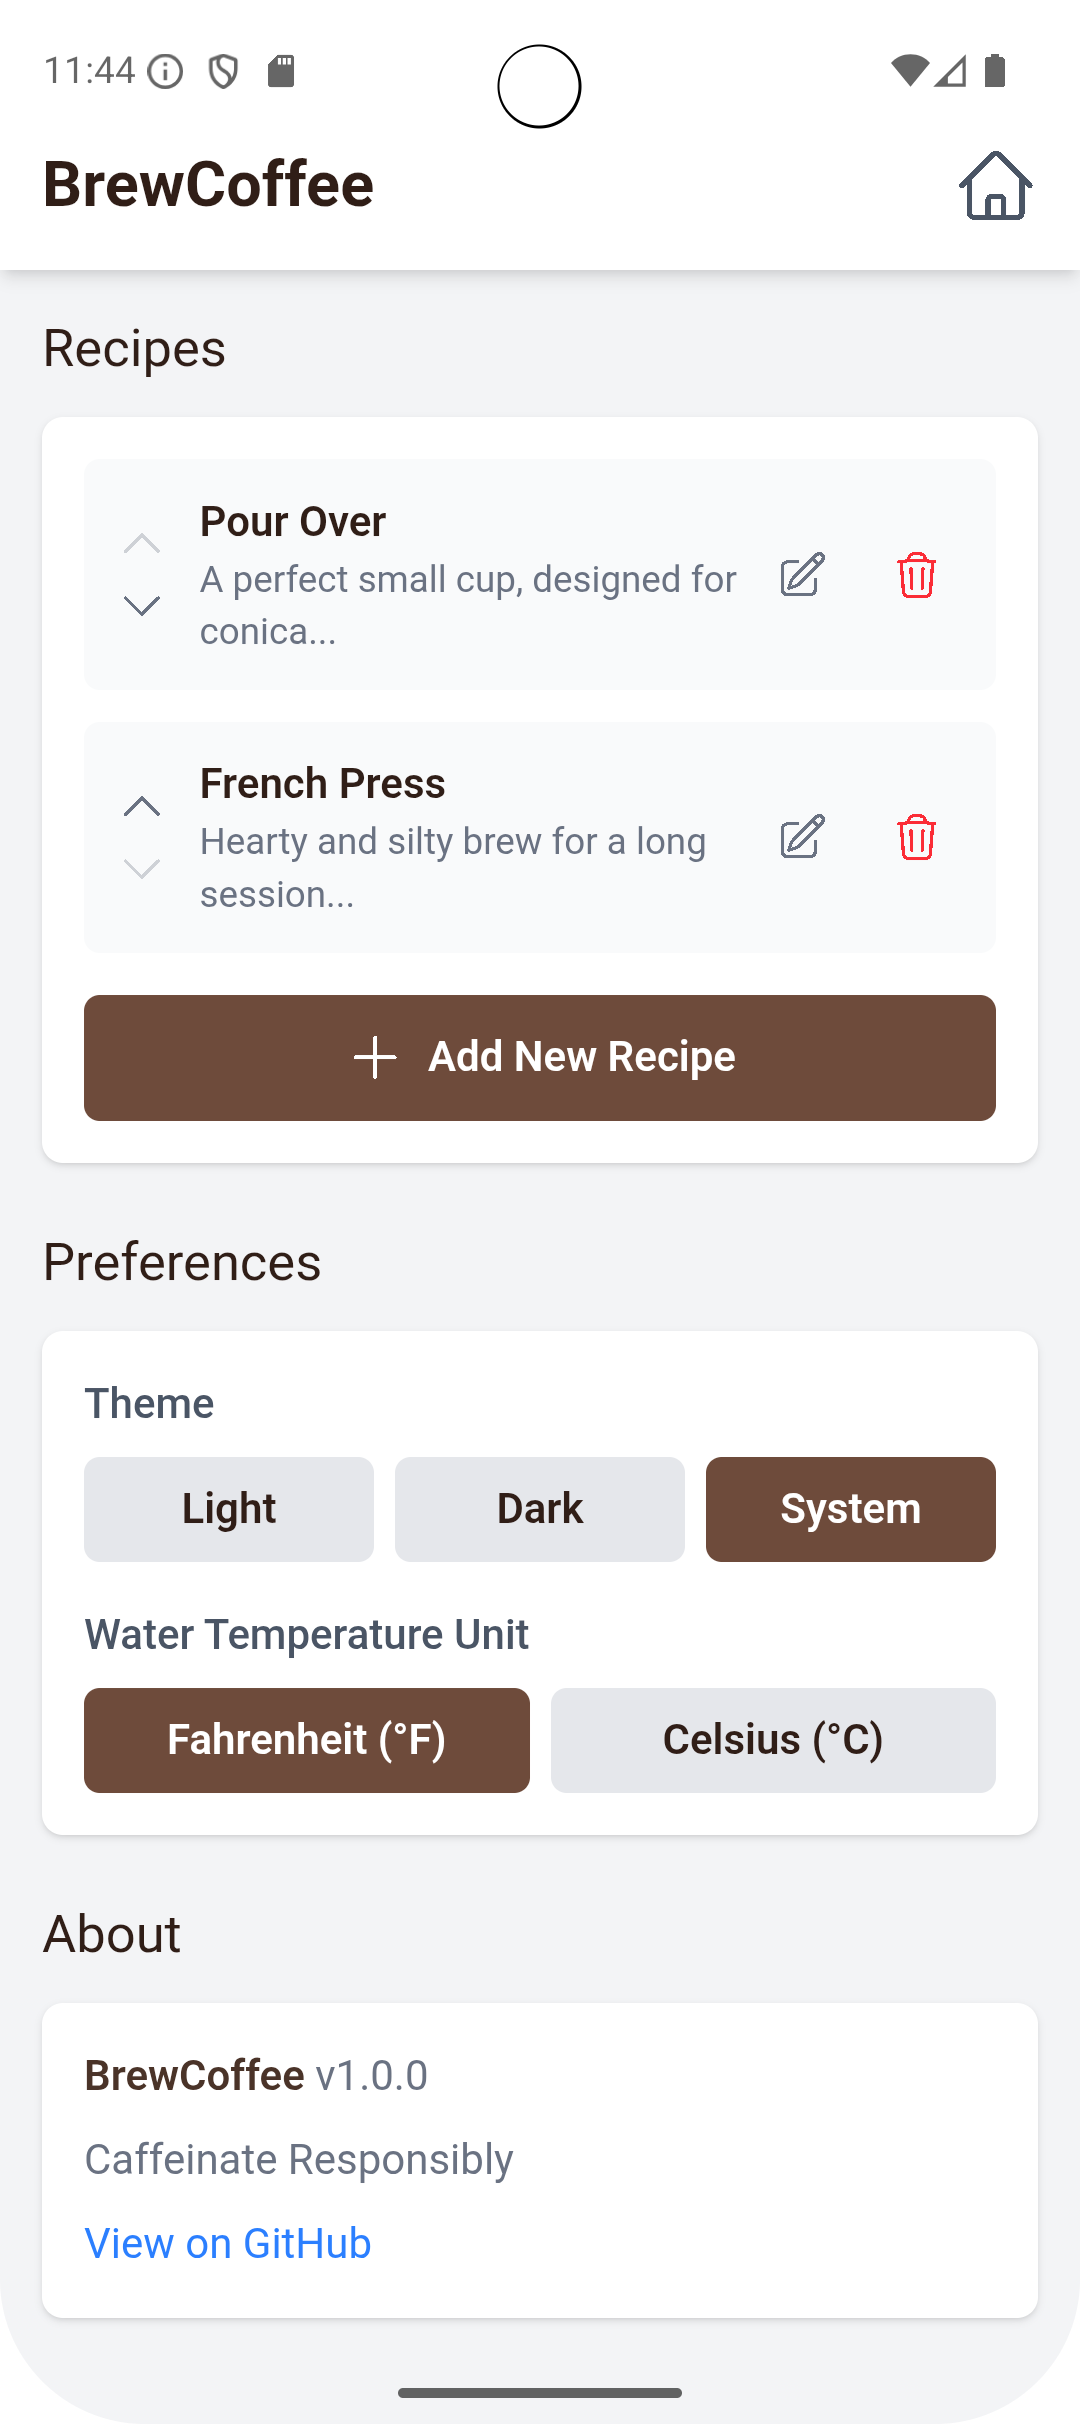 11:44
BrewCoffee
Recipes
Pour Over
A perfect small cup, designed for
conica...
French Press
Hearty and silty brew for a long
session...
Add New Recipe
Preferences
Theme
Light Dark System
Water Temperature Unit
Fahrenheit (°F) Celsius (°C)
About
BrewCoffee v1.0.0
Caffeinate Responsibly
View on GitHub